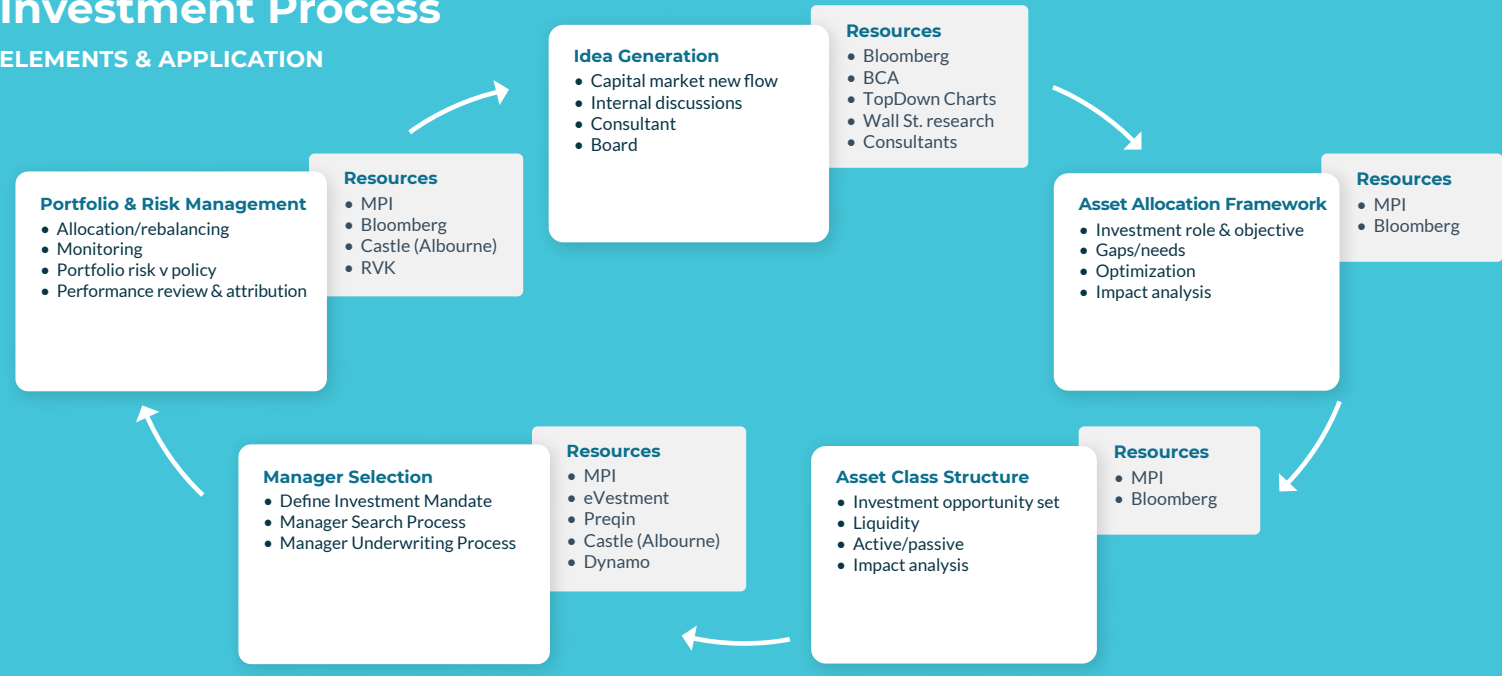 Investment Process
ELEMENTS & APPLICATION
Idea Generation
• Capital market new flow
• Internal discussions
• Consultant
• Board
Resources
• Bloomberg
• BCA
• TopDown Charts
• Wall St. research
• Consultants
Asset Allocation Framework
• Investment role & objective
• Gaps/needs
• Optimization
• Impact analysis
Resources
• MPI
• Bloomberg
Asset Class Structure
• Investment opportunity set
• Liquidity
• Active/passive
• Impact analysis
Resources
• MPI
• Bloomberg
Manager Selection
• Define Investment Mandate
• Manager Search Process
• Manager Underwriting Process
Resources
• MPI
• eVestment
• Preqin
• Castle (Albourne)
• Dynamo
Portfolio & Risk Management
• Allocation/rebalancing
• Monitoring
• Portfolio risk v policy
• Performance review & attribution
Resources
• MPI
• Bloomberg
• Castle (Albourne)
• RVK